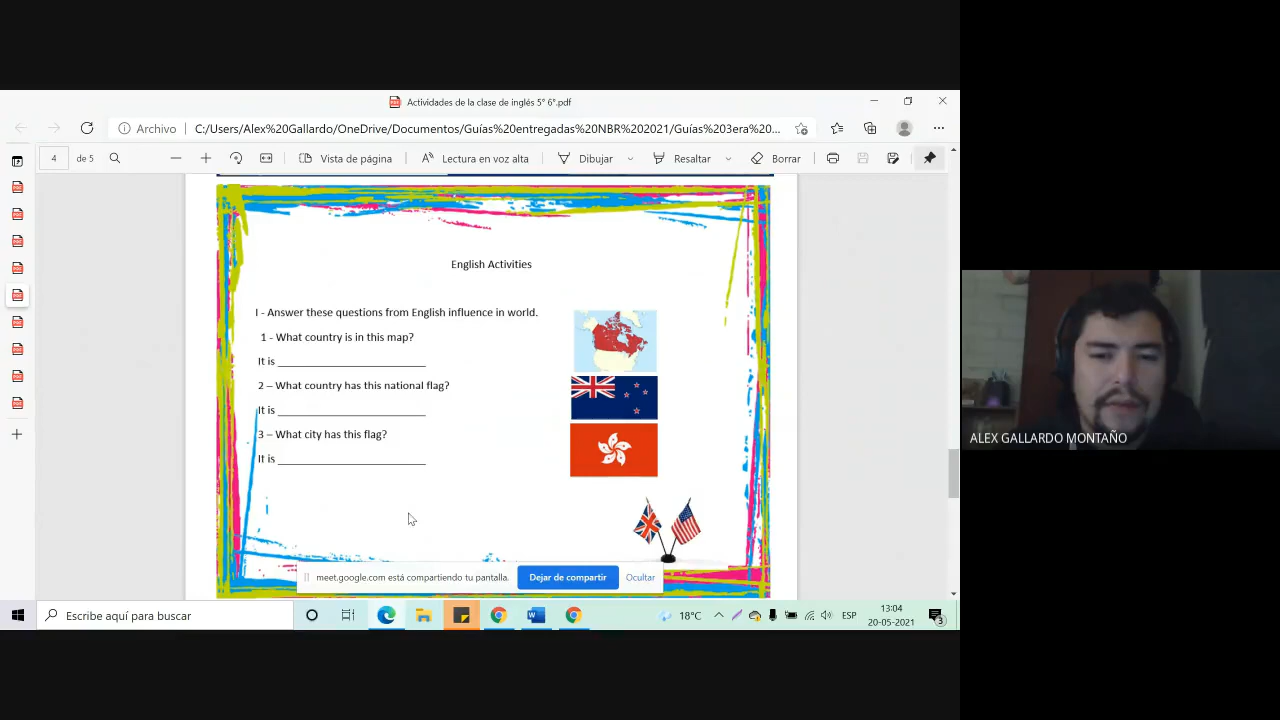 Actividades de la clase de inglés 5° 6°.pdf
Archivo
C:/Users/Alex%20Gallardo/OneDrive/Documentos/Guías%20entregadas%20NBR%202021/Guías%203era%20...
4
de 5
Vista de página
Lectura en voz alta
Dibujar
Resaltar
Borrar
English Activities
I - Answer these questions from English influence in world.
1 - What country is in this map?
It is ________________________
2 – What country has this national flag?
It is ________________________
3 – What city has this flag?
It is ________________________
ALEX GALLARDO MONTAÑO
meet.google.com está compartiendo tu pantalla.
Dejar de compartir
Ocultar
Escribe aquí para buscar
18°C
ESP
13:04
20-05-2021
3